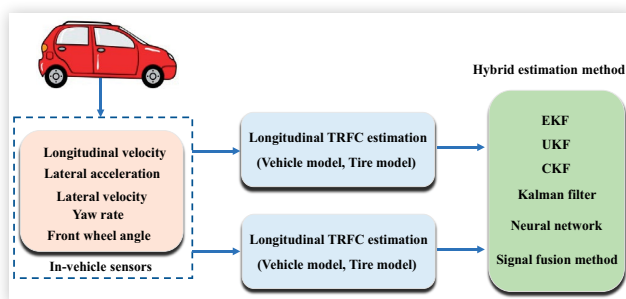 Hybrid estimation method
Longitudinal velocity
Lateral acceleration
Lateral velocity
Yaw rate
Front wheel angle
In-vehicle sensors
Longitudinal TRFC estimation
(Vehicle model, Tire model)
Longitudinal TRFC estimation
(Vehicle model, Tire model)
EKF
UKF
CKF
Kalman filter
Neural network
Signal fusion method